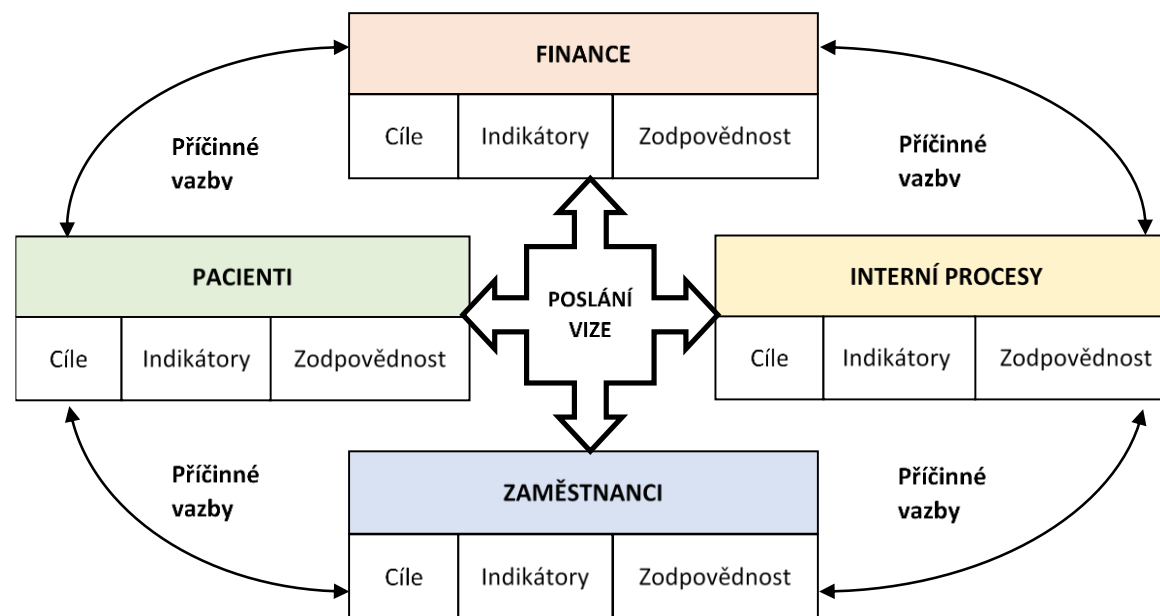 FINANCE
Cíle Indikátory Zodpovědnost
Příčinné
vazby
Příčinné
vazby
PACIENTI
Cíle Indikátory Zodpovědnost
POSLÁNÍ
VIZE
INTERNÍ PROCESY
Cíle Indikátory Zodpovědnost
Příčinné
vazby
Příčinné
vazby
ZAMĚSTNANCI
Cíle Indikátory Zodpovědnost